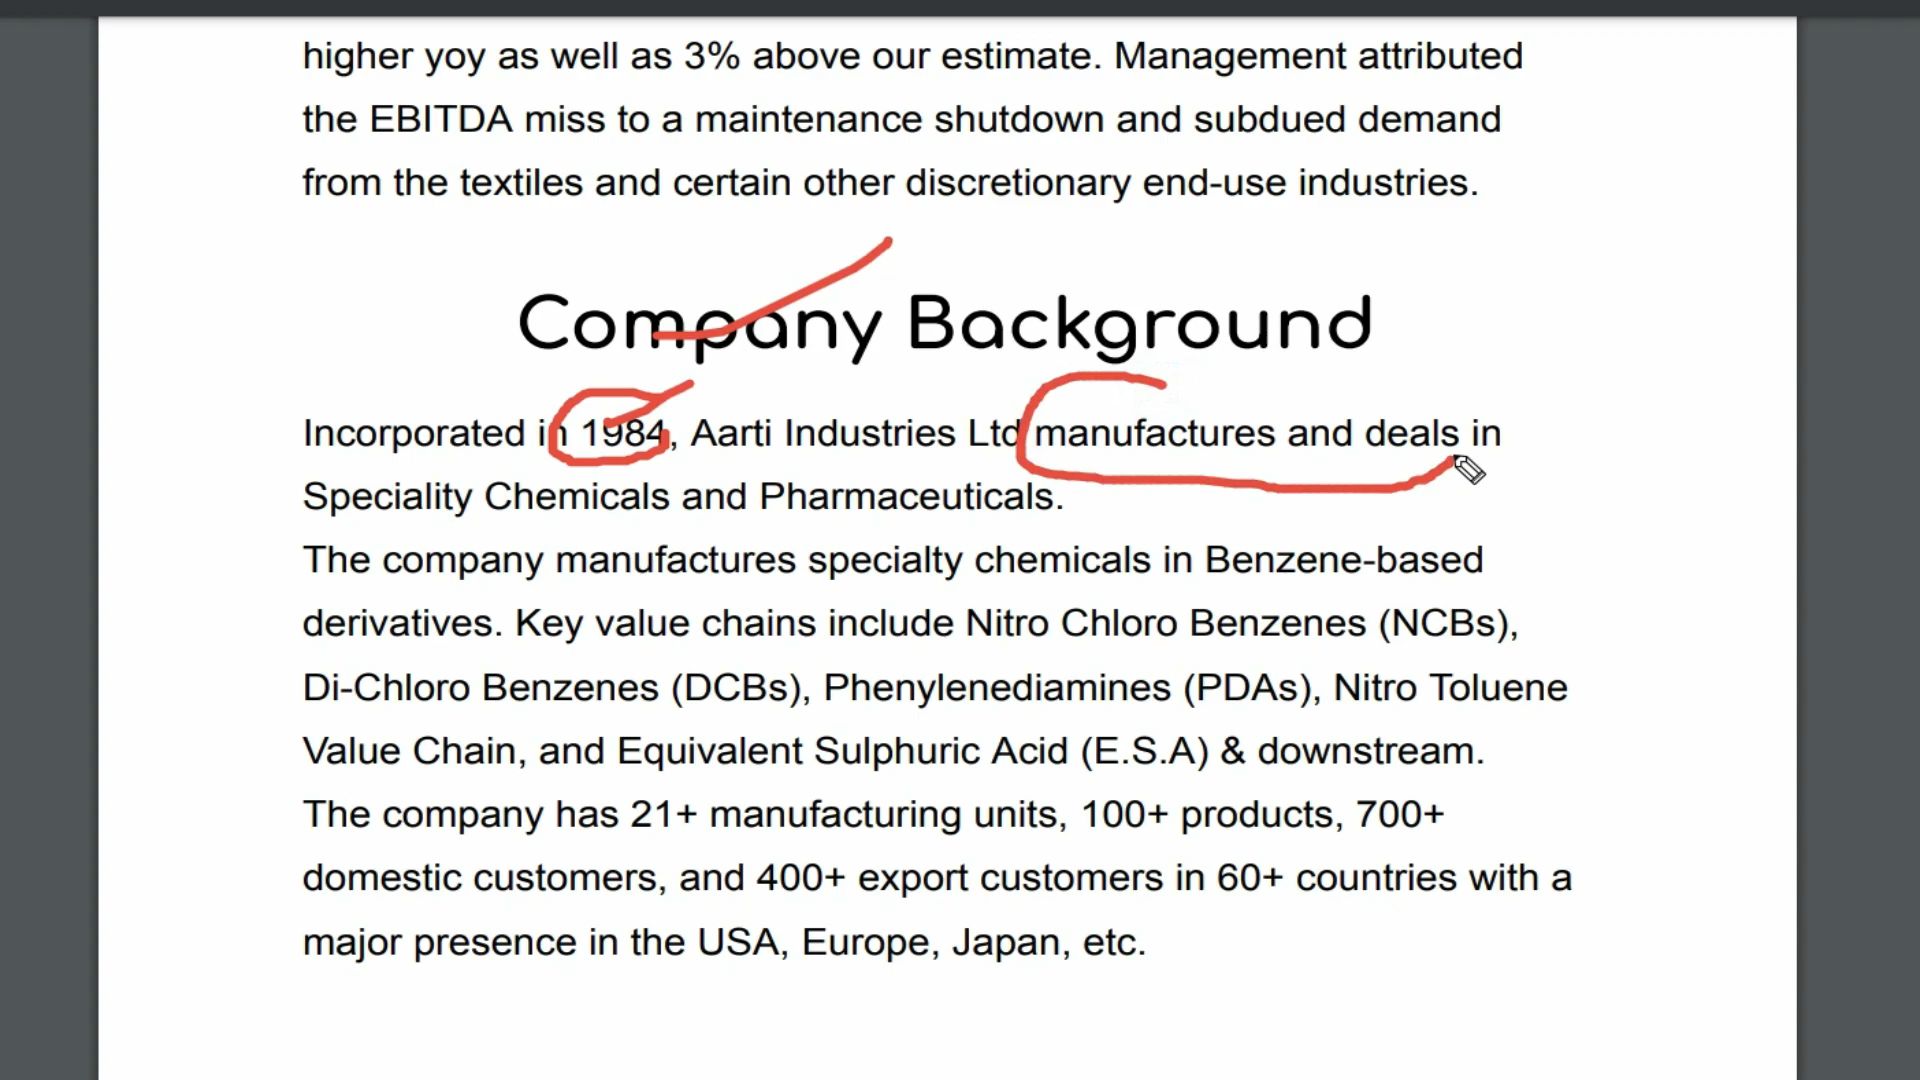 higher yoy as well as 3% above our estimate. Management attributed
the EBITDA miss to a maintenance shutdown and subdued demand
from the textiles and certain other discretionary end-use industries.
Company Background
Incorporated in 1984, Aarti Industries Ltd manufactures and deals in
Speciality Chemicals and Pharmaceuticals.
The company manufactures specialty chemicals in Benzene-based
derivatives. Key value chains include Nitro Chloro Benzenes (NCBs),
Di-Chloro Benzenes (DCBs), Phenylenediamines (PDAs), Nitro Toluene
Value Chain, and Equivalent Sulphuric Acid (E.S.A) & downstream.
The company has 21+ manufacturing units, 100+ products, 700+
domestic customers, and 400+ export customers in 60+ countries with a
major presence in the USA, Europe, Japan, etc.